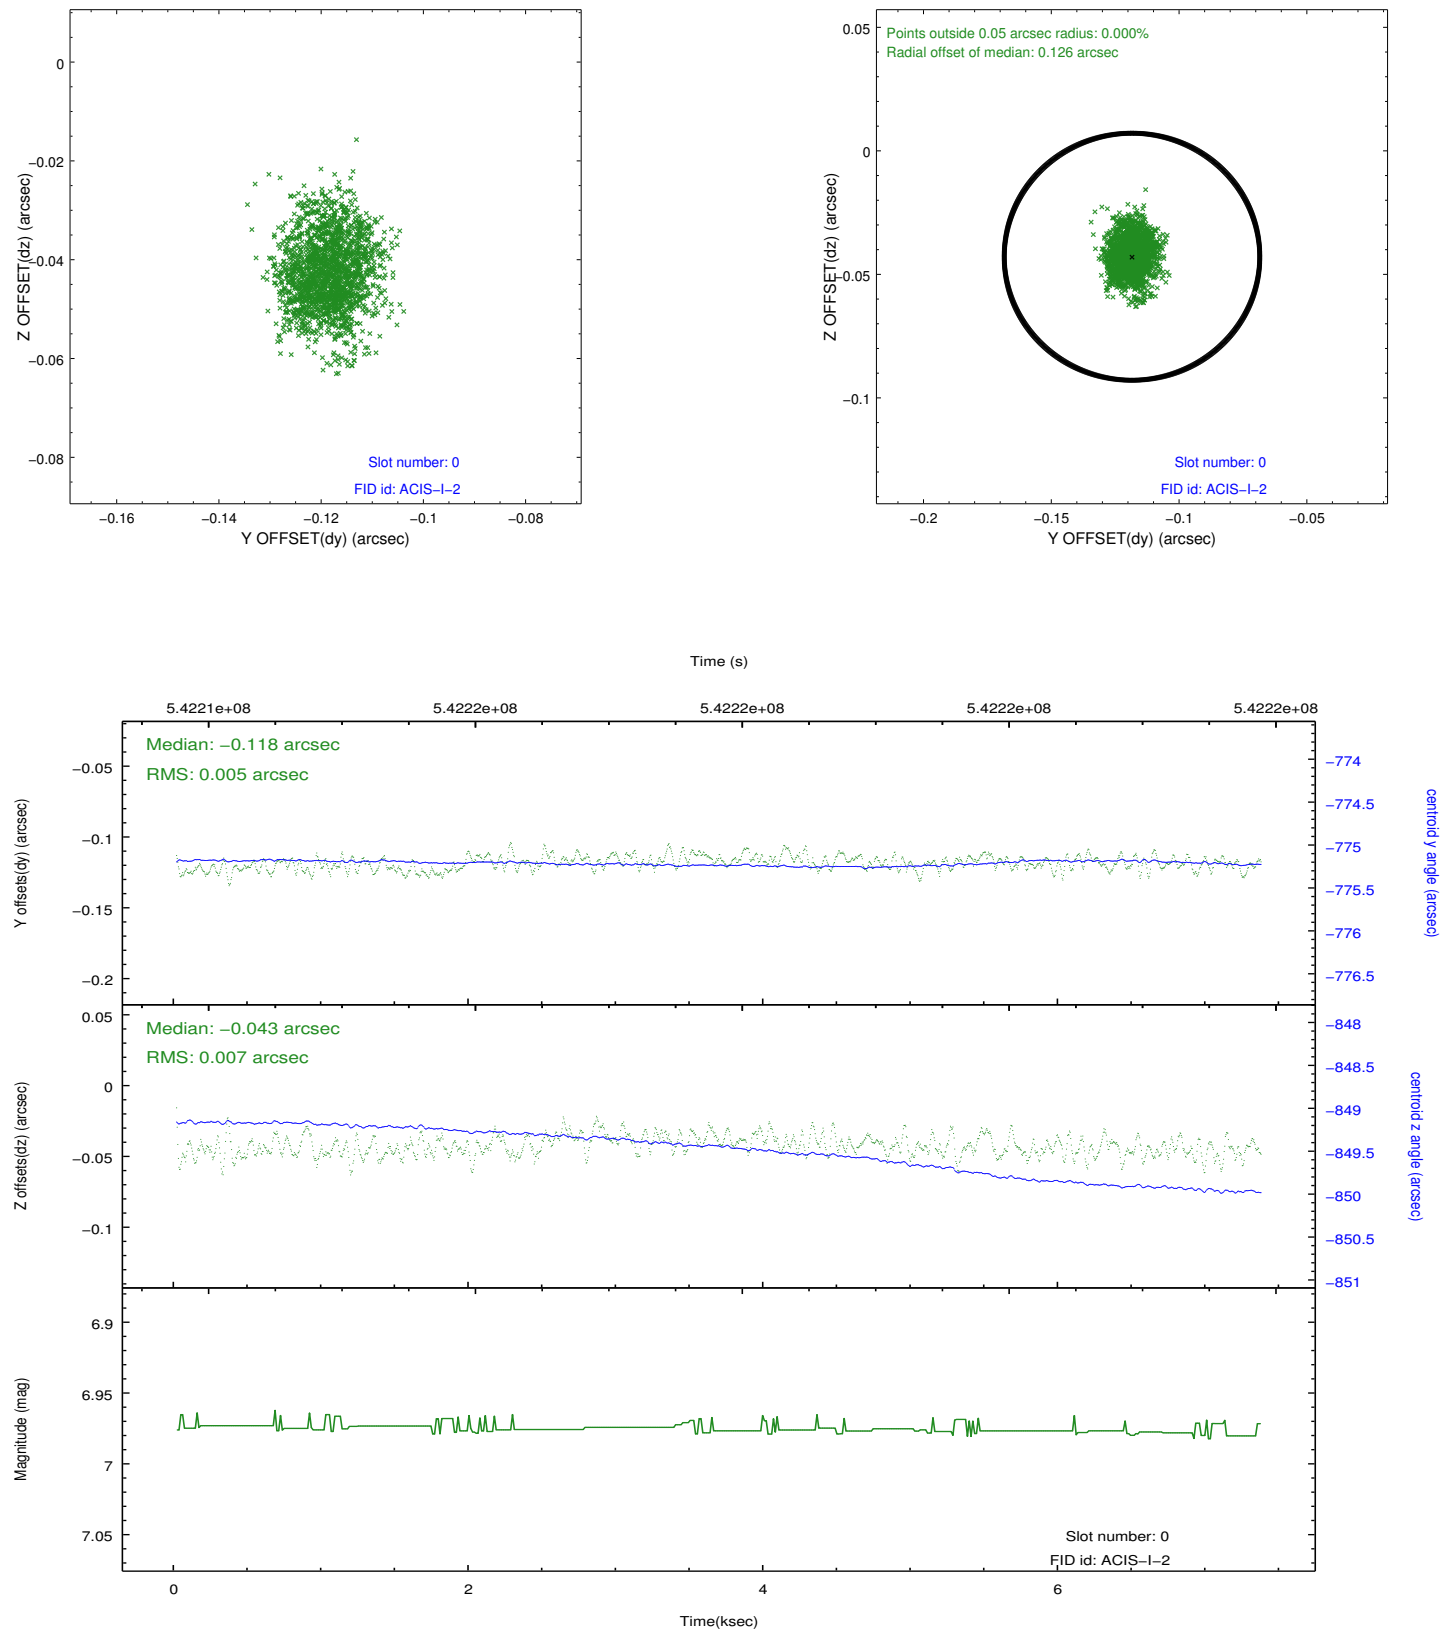 0
−0.02
−0.04
−0.06
−0.08
Z OFFSET(dz) (arcsec)
Slot number: 0
FID id: ACIS−I−2
−0.16
−0.14
−0.12
−0.1
−0.08
Y OFFSET(dy) (arcsec)
Points outside 0.05 arcsec radius: 0.000%
Radial offset of median: 0.126 arcsec
0.05
0
−0.05
−0.1
Z OFFSET(dz) (arcsec)
Slot number: 0
FID id: ACIS−I−2
−0.2
−0.15
−0.1
−0.05
Y OFFSET(dy) (arcsec)
Time (s)
5.4221e+08
5.4222e+08
5.4222e+08
5.4222e+08
5.4222e+08
Median: −0.118 arcsec
RMS: 0.005 arcsec
−0.05
−0.1
−0.15
−0.2
Y offsets(dy) (arcsec)
−774
−774.5
−775
−775.5
−776
−776.5
centroid y angle (arcsec)
Median: −0.043 arcsec
RMS: 0.007 arcsec
0.05
0
−0.05
−0.1
Z offsets(dz) (arcsec)
−848
−848.5
−849
−849.5
−850
−850.5
−851
centroid z angle (arcsec)
6.9
6.95
7
7.05
Magnitude (mag)
Slot number: 0
FID id: ACIS−I−2
0
2
4
6
Time(ksec)